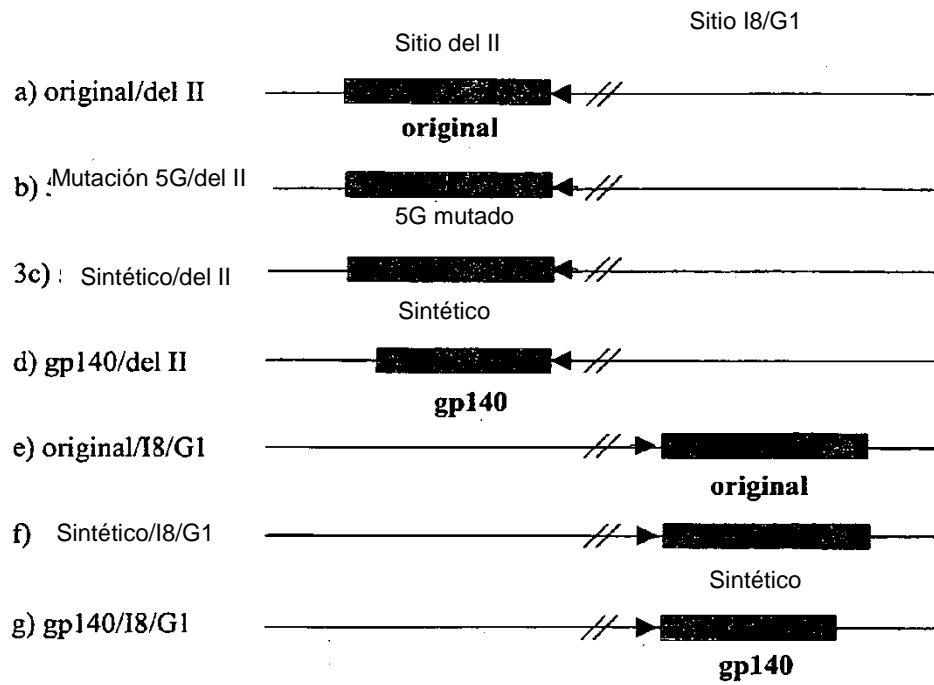 Sitio del II
Sitio I8/G1
a) original/del II
original
b) Mutación 5G/del II
5G mutado
3c) Sintético/del II
Sintético
d) gp140/del II
gp140
e) original/I8/G1
original
f) Sintético/I8/G1
Sintético
g) gp140/I8/G1
gp140